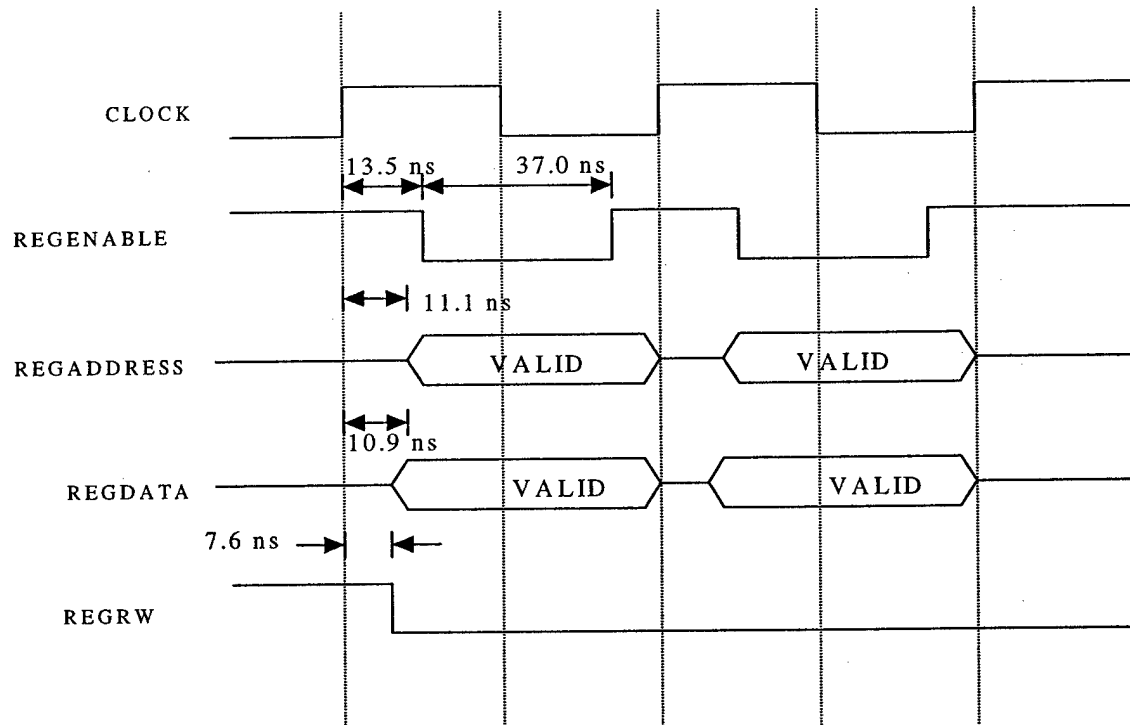 CLOCK
13.5 ns
37.0 ns
REGENABLE
11.1 ns
REGADDRESS
VALID
VALID
10.9 ns
REGDATA
VALID
VALID
7.6 ns
REGRW